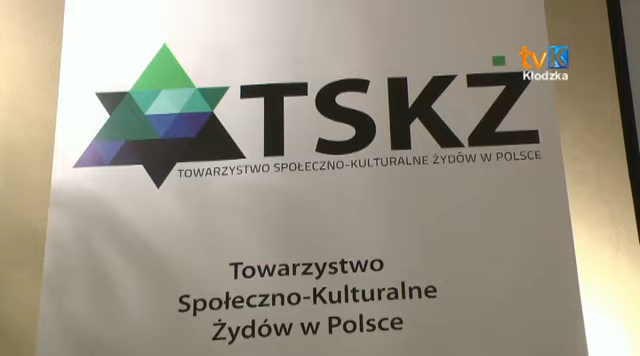 tvK
Kłodzka
TSKŻ
TOWARZYSTWO SPOŁECZNO-KULTURALNE ŻYDÓW W POLSCE
Towarzystwo
Społeczno-Kulturalne
Żydów w Polsce